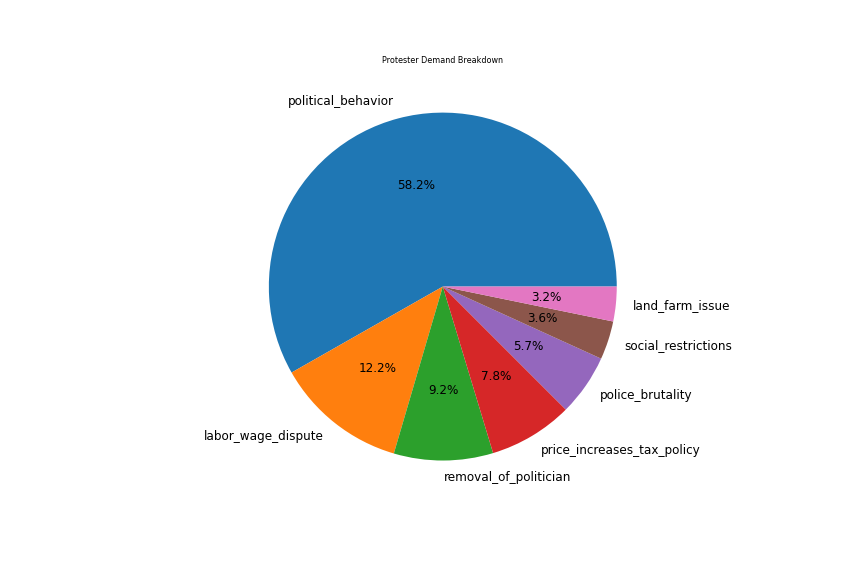 Protester Demand Breakdown
political_behavior
58.2%
3.2%
land_farm_issue
3.6%
social_restrictions
5.7%
police_brutality
12.2%
7.8%
9.2%
labor_wage_dispute
price_increases_tax_policy
removal_of_politician